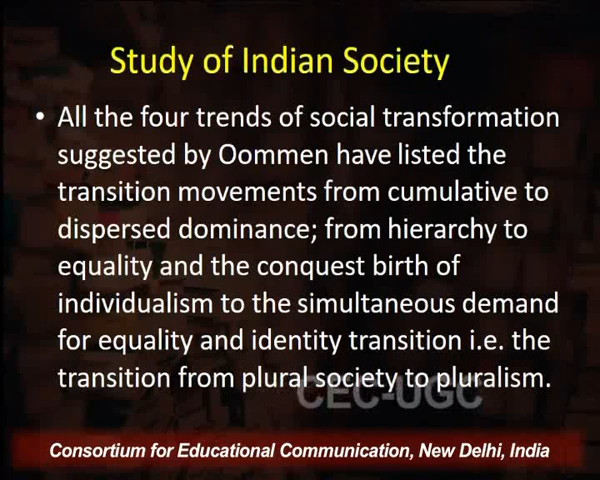 Study of Indian Society
• All the four trends of social transformation
suggested by Oommen have listed the
transition movements from cumulative to
dispersed dominance; from hierarchy to
equality and the conquest birth of
individualism to the simultaneous demand
for equality and identity transition i.e. the
transition from plural society to pluralism.
CEC-UGC
Consortium for Educational Communication, New Delhi, India